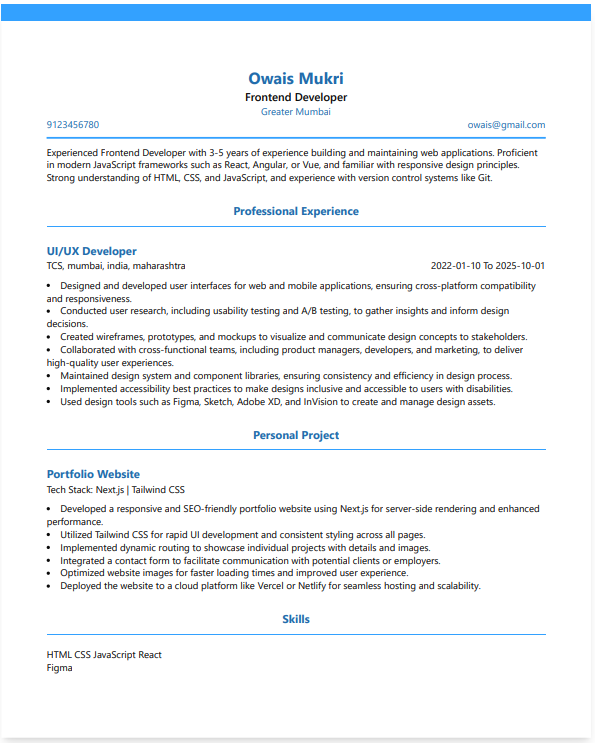 Owais Mukri
Frontend Developer
Greater Mumbai
9123456780 owais@gmail.com
Experienced Frontend Developer with 3-5 years of experience building and maintaining web applications. Proficient
in modern JavaScript frameworks such as React, Angular, or Vue, and familiar with responsive design principles.
Strong understanding of HTML, CSS, and JavaScript, and experience with version control systems like Git.
Professional Experience
UI/UX Developer
TCS, mumbai, india, maharashtra 2022-01-10 To 2025-10-01
• Designed and developed user interfaces for web and mobile applications, ensuring cross-platform compatibility
and responsiveness.
• Conducted user research, including usability testing and A/B testing, to gather insights and inform design
decisions.
• Created wireframes, prototypes, and mockups to visualize and communicate design concepts to stakeholders.
• Collaborated with cross-functional teams, including product managers, developers, and marketing, to deliver
high-quality user experiences.
• Maintained design system and component libraries, ensuring consistency and efficiency in design process.
• Implemented accessibility best practices to make designs inclusive and accessible to users with disabilities.
• Used design tools such as Figma, Sketch, Adobe XD, and InVision to create and manage design assets.
Personal Project
Portfolio Website
Tech Stack: Next.js | Tailwind CSS
• Developed a responsive and SEO-friendly portfolio website using Next.js for server-side rendering and enhanced
performance.
• Utilized Tailwind CSS for rapid UI development and consistent styling across all pages.
• Implemented dynamic routing to showcase individual projects with details and images.
• Integrated a contact form to facilitate communication with potential clients or employers.
• Optimized website images for faster loading times and improved user experience.
• Deployed the website to a cloud platform like Vercel or Netlify for seamless hosting and scalability.
Skills
HTML CSS JavaScript React
Figma